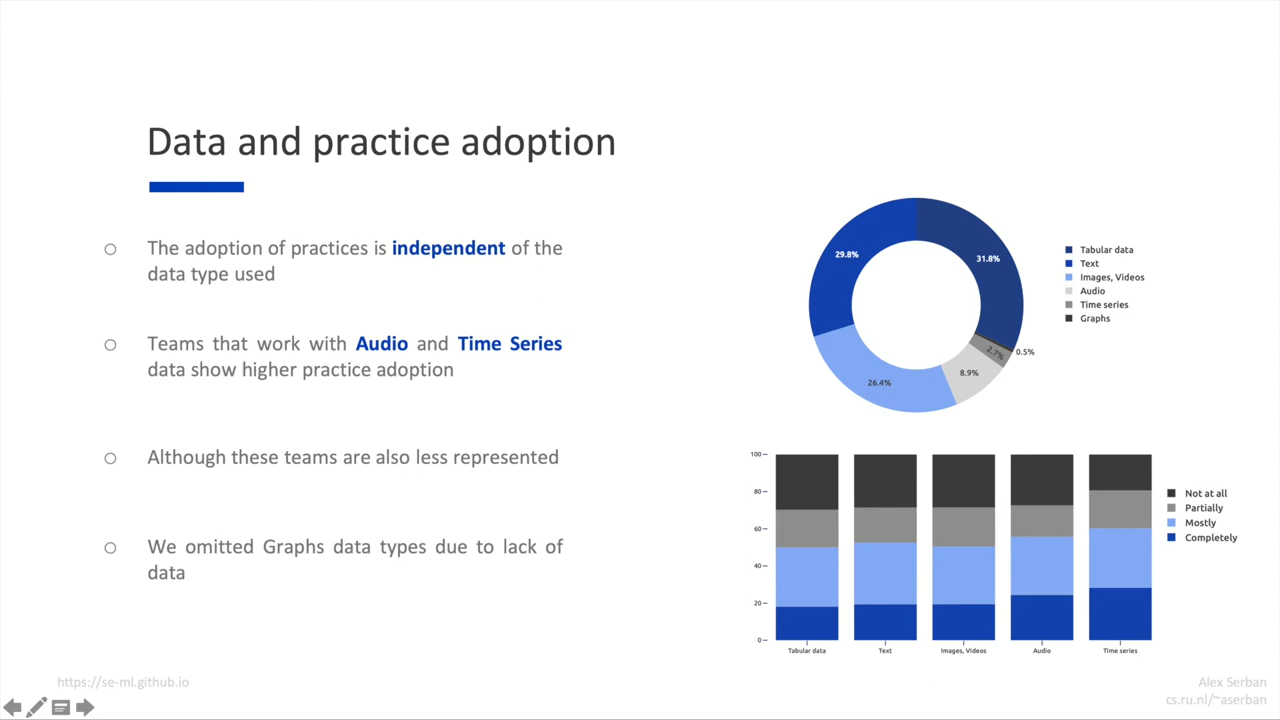 Data and practice adoption
The adoption of practices is independent of the
data type used
Teams that work with Audio and Time Series
data show higher practice adoption
Although these teams are also less represented
We omitted Graphs data types due to lack of
data
29.8%
31.8%
26.4%
8.9%
2.7%
0.5%
Tabular data
Text
Images, Videos
Audio
Time series
Graphs
100
80
60
40
20
0
Tabular data
Text
Images, Videos
Audio
Time series
Not at all
Partially
Mostly
Completely
https://se-ml.github.io
Alex Serban
cs.ru.nl/~aserban